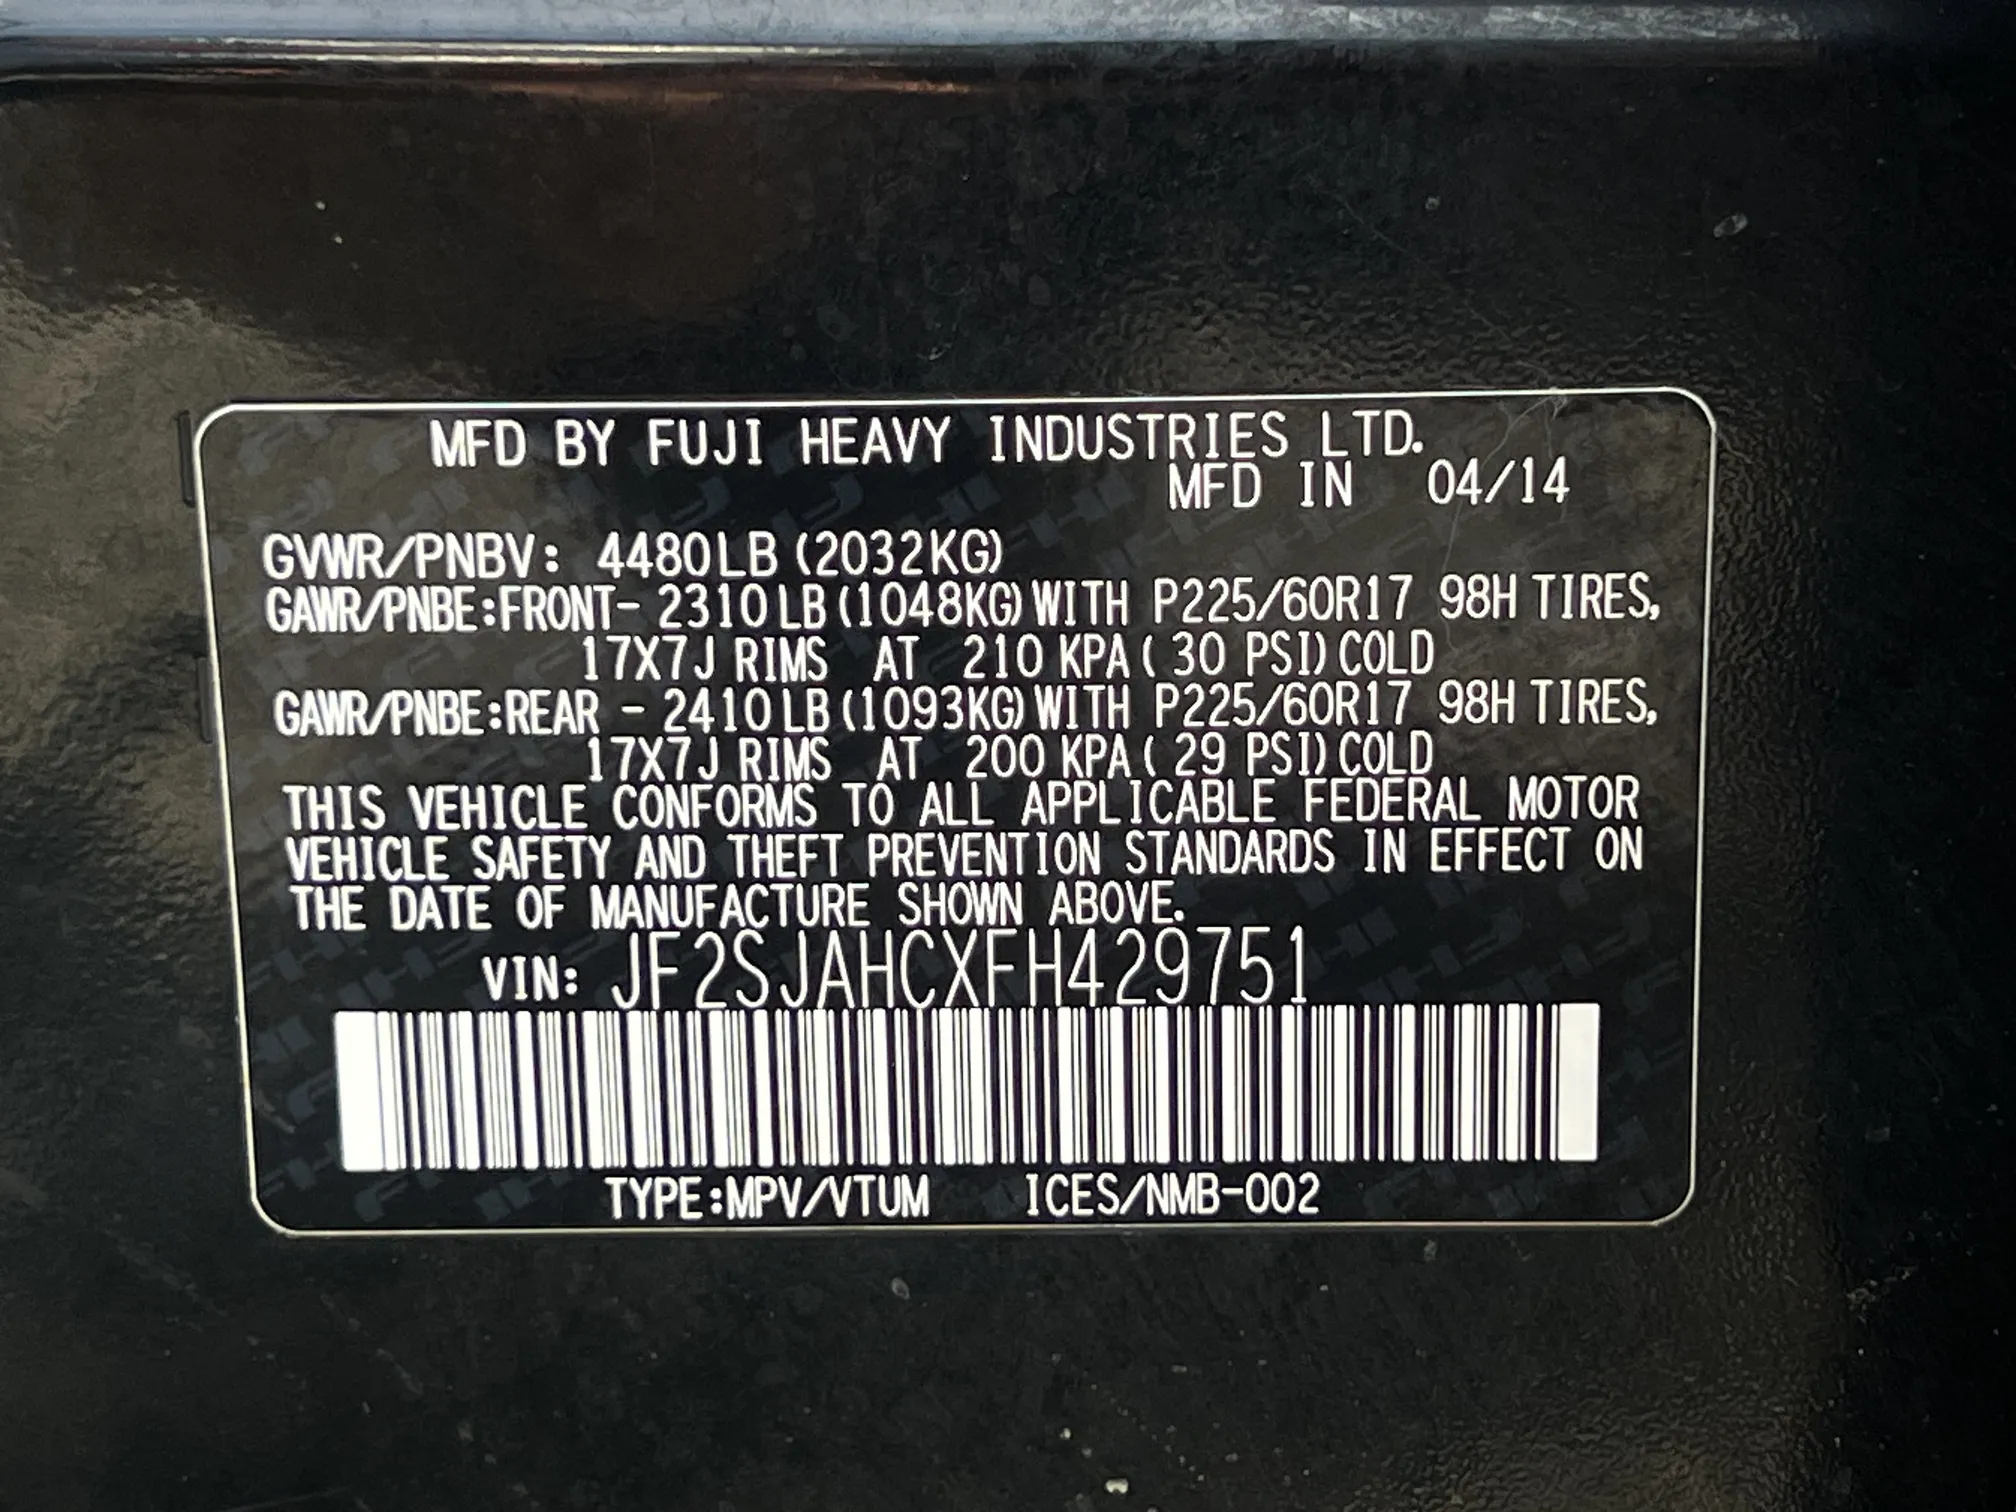 MFD BY FUJI HEAVY INDUSTRIES LTD.
MFD IN 04/14
GVWR/PNBV: 4480LB (2032KG)
GAWR/PNBE:FRONT- 2310LB (1048KG) WITH P225/60R17 98H TIRES,
17X7J RIMS AT 210 KPA ( 30 PSI) COLD
GAWR/PNBE:REAR - 2410LB (1093KG) WITH P225/60R17 98H TIRES,
17X7J RIMS AT 200 KPA ( 29 PSI) COLD
THIS VEHICLE CONFORMS TO ALL APPLICABLE FEDERAL MOTOR
VEHICLE SAFETY AND THEFT PREVENTION STANDARDS IN EFFECT ON
THE DATE OF MANUFACTURE SHOWN ABOVE.
VIN: JF2SJAHCXFH429751
TYPE:MPV/VTUM ICES/NMB-002